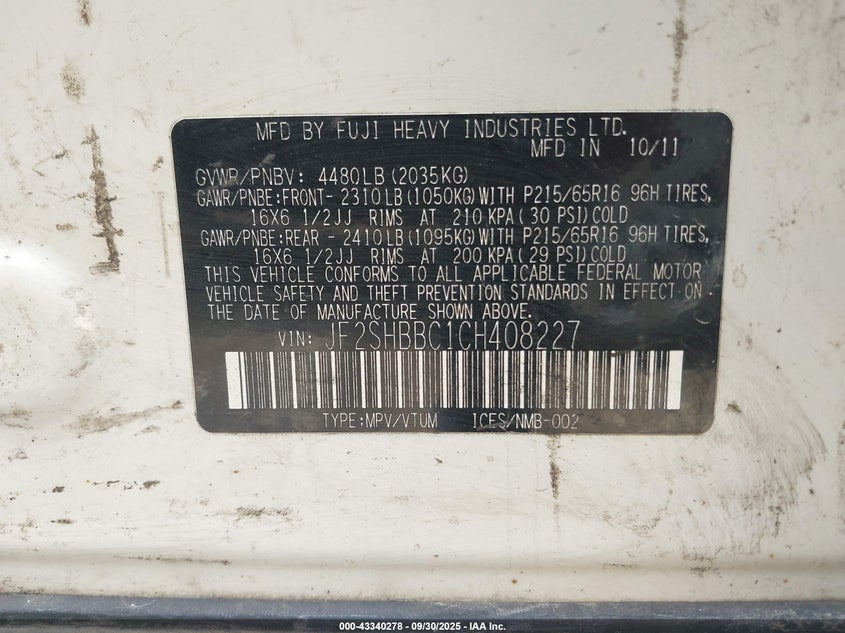 MFD BY FUJI HEAVY INDUSTRIES LTD.
MFD IN 10/11
GVWR/PNBV: 4480LB(2035KG)
GAWR/PNBE:FRONT- 2310LB(1050KG)WITH P215/65R16 96H TIRES,
16X6 1/2JJ RIMS AT 210 KPA(30 PSI)COLD
GAWR/PNBE:REAR - 2410LB(1095KG)WITH P215/65R16 96H TIRES,
16X6 1/2JJ RIMS AT 200 KPA(29 PSI)COLD
THIS VEHICLE CONFORMS TO ALL APPLICABLE FEDERAL MOTOR
VEHICLE SAFETY AND THEFT PREVENTION STANDARDS IN EFFECT ON
THE DATE OF MANUFACTURE SHOWN ABOVE.
VIN: JF2SHBBC1CH408227
TYPE:MPV/VTUM ICES/NMB-002
000-43340278 - 09/30/2025 - IAA Inc.